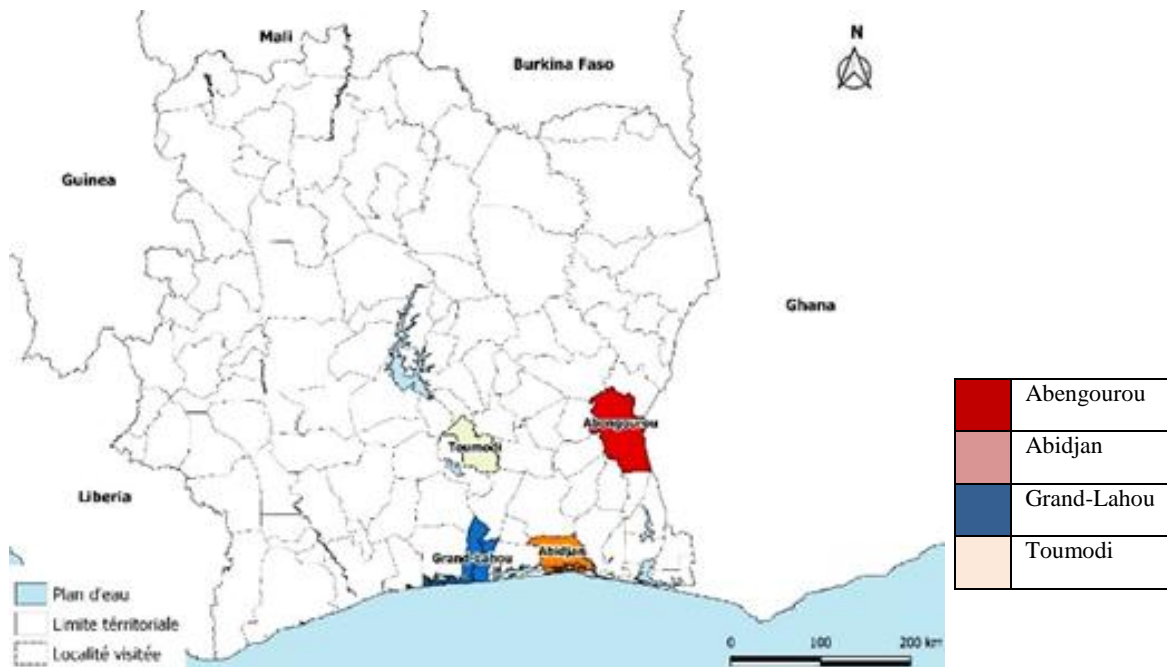 Mali
N
Burkina Faso
Guinea
Ghana
Abengourou
Toumodi
Liberia
Grand-Lahou
Abidjan
Plan d'eau
Limite térritoriale
Localité visitée
0 100 200 km
Abengourou
Abidjan
Grand-Lahou
Toumodi